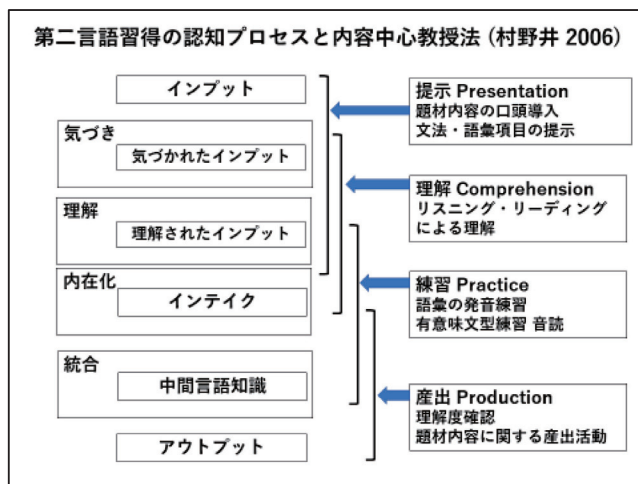 第二言語習得の認知プロセスと内容中心教授法 (村野井 2006)
インプット
気づき
気づかれたインプット
理解
理解されたインプット
内在化
インテイク
統合
中間言語知識
アウトプット
提示 Presentation
題材内容の口頭導入
文法・語彙項目の提示
理解 Comprehension
リスニング・リーディング
による理解
練習 Practice
語彙の発音練習
有意味文型練習 音読
産出 Production
理解度確認
題材内容に関する産出活動